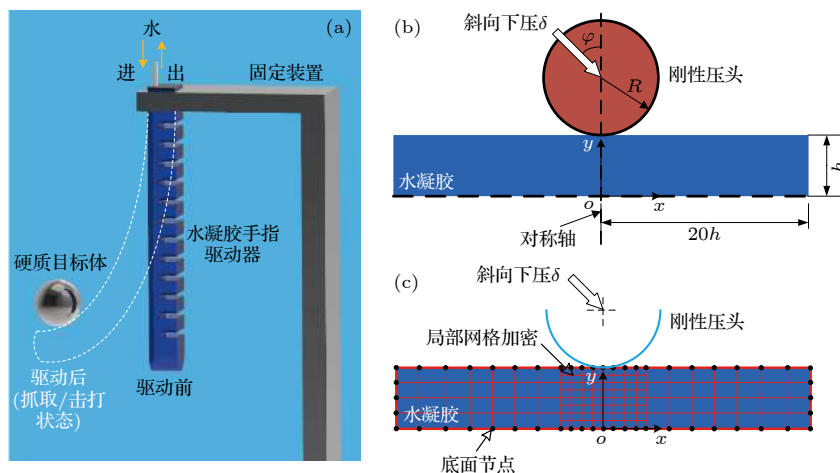 (a)
水
进 出
固定装置
水凝胶手指
驱动器
硬质目标体
驱动后
(抓取/击打
状态)
驱动前
(b)
斜向下压δ
φ
R
刚性压头
y
水凝胶
h
o
x
对称轴
20h
(c)
斜向下压δ
刚性压头
局部网格加密
y
水凝胶
o
x
底面节点